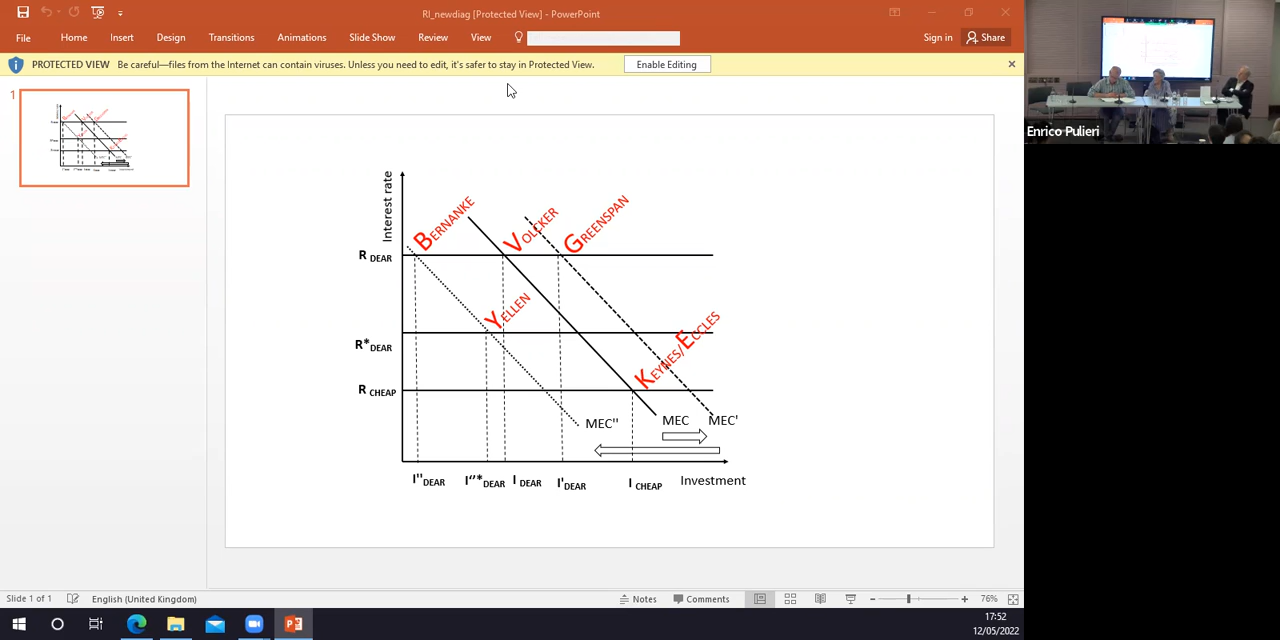 RI_newdiag [Protected View] - PowerPoint
File Home Insert Design Transitions Animations Slide Show Review View Sign in Share
PROTECTED VIEW Be careful—files from the Internet can contain viruses. Unless you need to edit, it's safer to stay in Protected View. Enable Editing
1
Enrico Pulieri
Interest rate
BERNANKE
VOLCKER
GREENSPAN
R DEAR
YELLEN
R*DEAR
KEYNES/ECCLES
R CHEAP
MEC" MEC MEC'
I"DEAR I"*DEAR I DEAR I'DEAR I CHEAP Investment
Slide 1 of 1 English (United Kingdom) Notes Comments 76%
17:52
12/05/2022